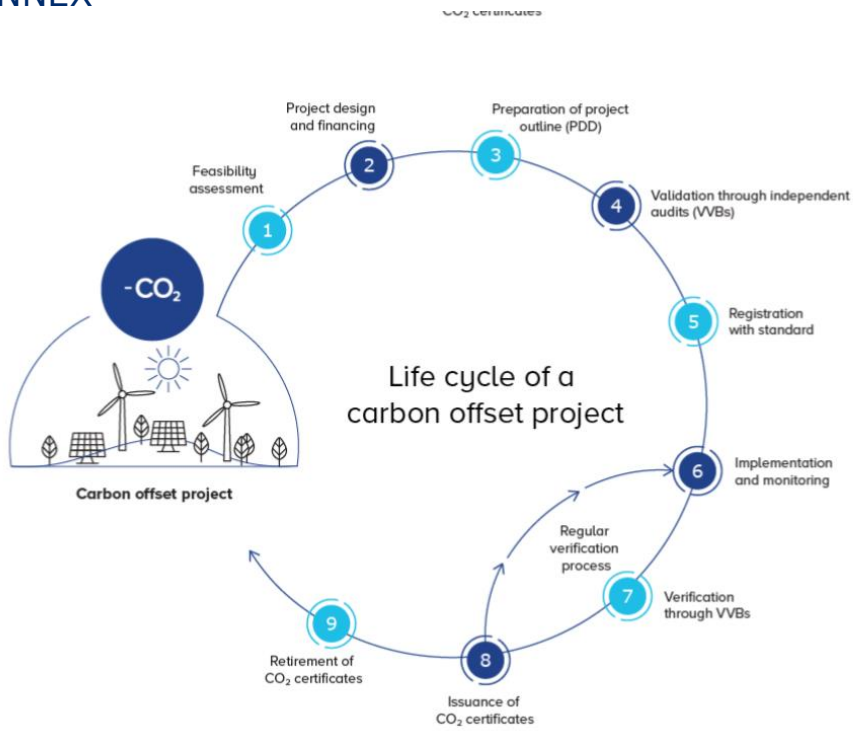 CO₂ certificates
Project design
and financing
Preparation of project
outline (PDD)
Feasibility
assessment
2
3
4
Validation through independent
audits (VVBs)
1
-CO₂
5
Registration
with standard
Life cycle of a
carbon offset project
6
Implementation
and monitoring
Carbon offset project
Regular
verification
process
7
Verification
through VVBs
9
8
Retirement of
CO₂ certificates
Issuance of
CO₂ certificates